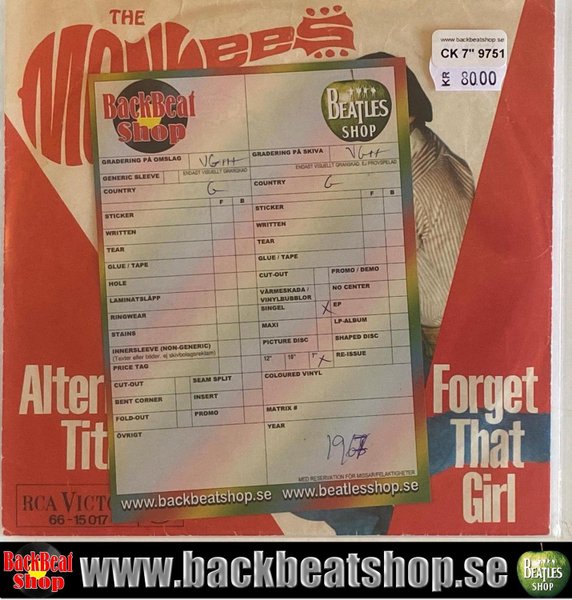 THE
MONKEES
www.backbeatshop.se
CK 7" 9751
KR 80.00
BackBeat
Shop
BEATLES
SHOP
GRADERING PÅ OMSLAG VG++
ENDAST VISUELLT GRANSKAD
GENERIC SLEEVE
COUNTRY G
F B
STICKER
WRITTEN
TEAR
GLUE / TAPE
HOLE
LAMINATSLÄPP
RINGWEAR
STAINS
INNERSLEEVE (NON-GENERIC)
(Texter eller bilder, ej skivbolagsreklam)
PRICE TAG
CUT-OUT SEAM SPLIT
BENT CORNER INSERT
FOLD-OUT PROMO
ÖVRIGT
GRADERING PÅ SKIVA VG++
ENDAST VISUELLT GRANSKAD, EJ PROVSPELAD
COUNTRY G
F B
STICKER
WRITTEN
TEAR
GLUE / TAPE
CUT-OUT PROMO / DEMO
VÄRMESKADA /
VINYLBUBBLOR NO CENTER
SINGEL X EP
MAXI LP-ALBUM
PICTURE DISC SHAPED DISC
12" 10" 7" X RE-ISSUE
COLOURED VINYL
MATRIX #
YEAR
1967
MED RESERVATION FÖR MISSAR/FELAKTIGHETER
www.backbeatshop.se www.beatlesshop.se
Alter
Tit
Forget
That
Girl
RCA VICTO
66-15 017
BackBeat
Shop
www.backbeatshop.se
BEATLES
SHOP